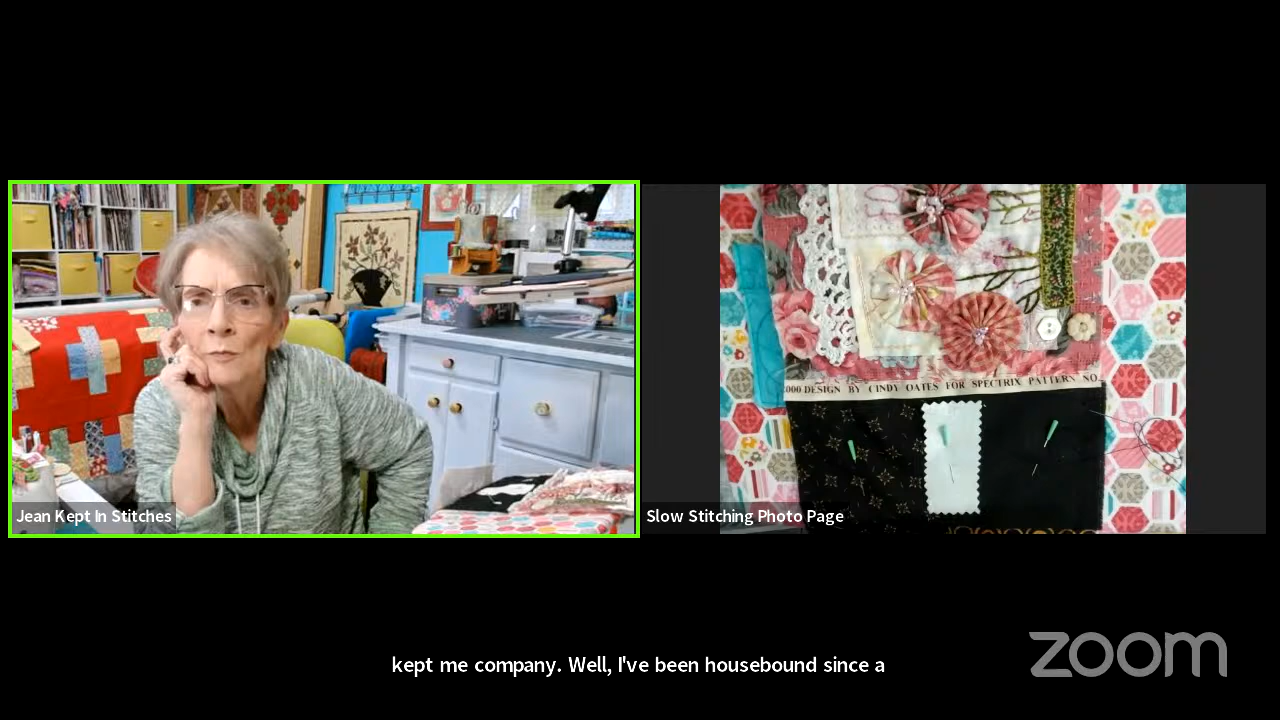 2000 DESIGN BY CINDY OATES FOR SPECTRIX PATTERN NO
Jean Kept In Stitches
Slow Stitching Photo Page
kept me company. Well, I've been housebound since a
zoom